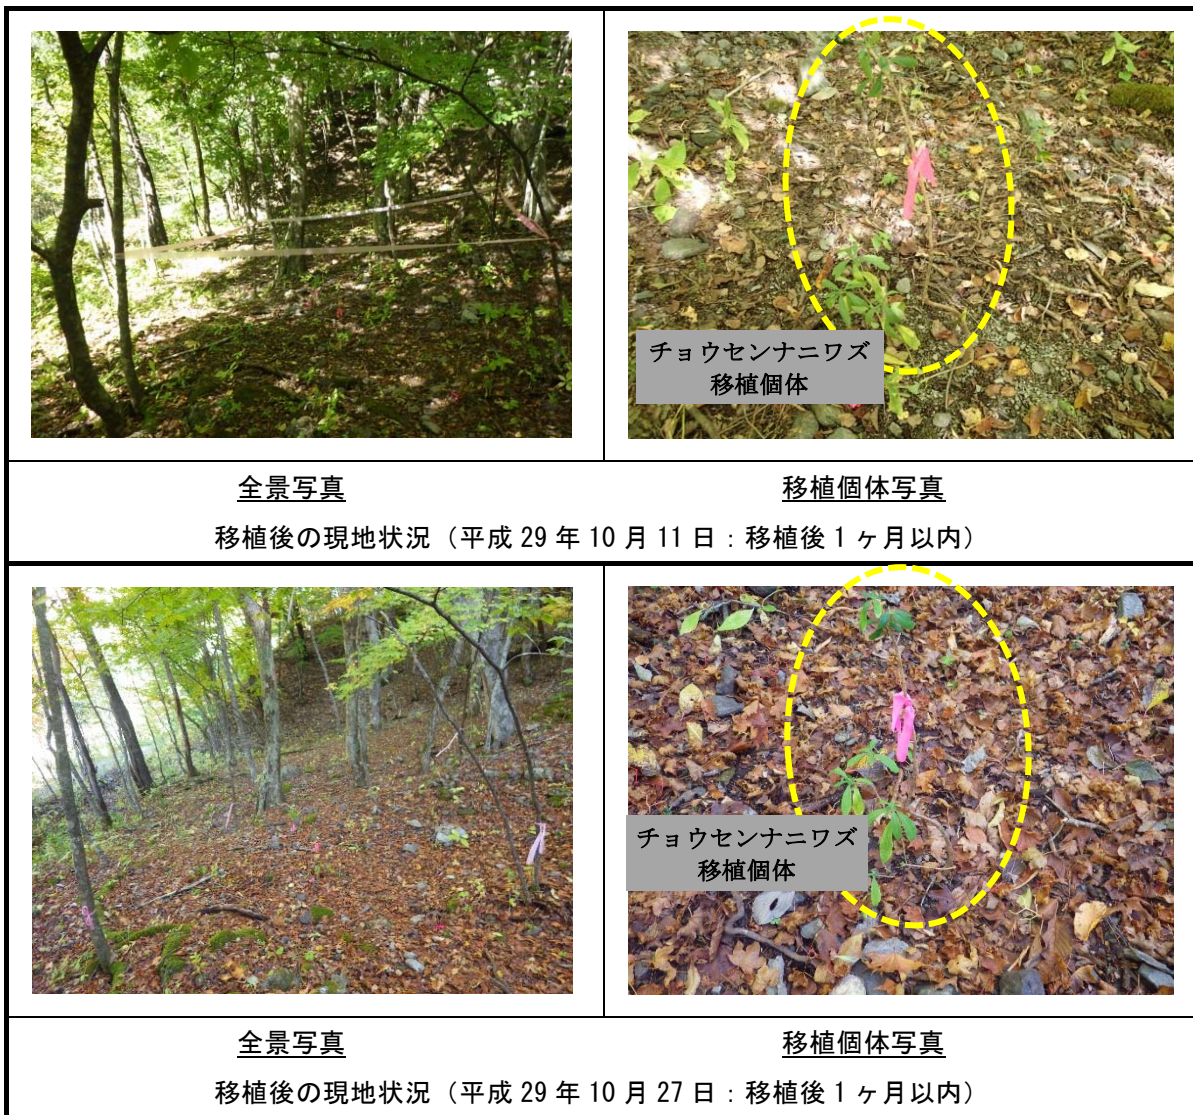 チョウセンナニワズ
移植個体
全景写真
移植個体写真
移植後の現地状況（平成 29 年 10 月 11 日：移植後 1 ヶ月以内）
チョウセンナニワズ
移植個体
全景写真
移植個体写真
移植後の現地状況（平成 29 年 10 月 27 日：移植後 1 ヶ月以内）